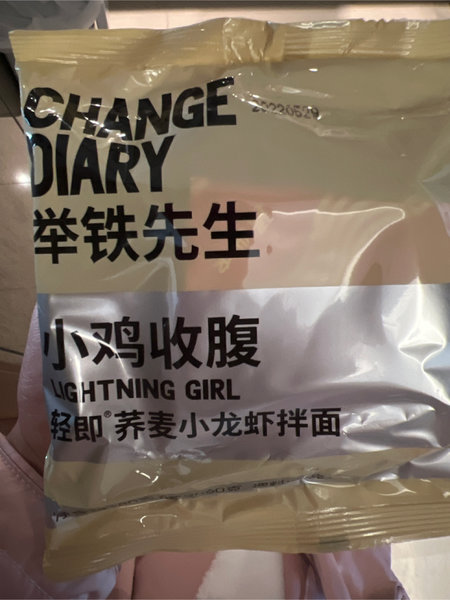 20220529
CHANGE
DIARY
举铁先生
小鸡收腹
LIGHTNING GIRL
轻即®荞麦小龙虾拌面